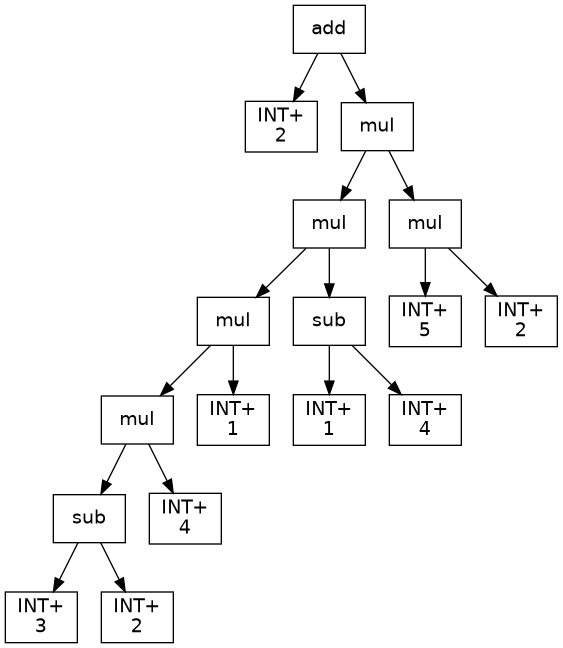 add
INT+
2
mul
mul
mul
mul
sub
INT+
5
INT+
2
mul
INT+
1
INT+
1
INT+
4
sub
INT+
4
INT+
3
INT+
2